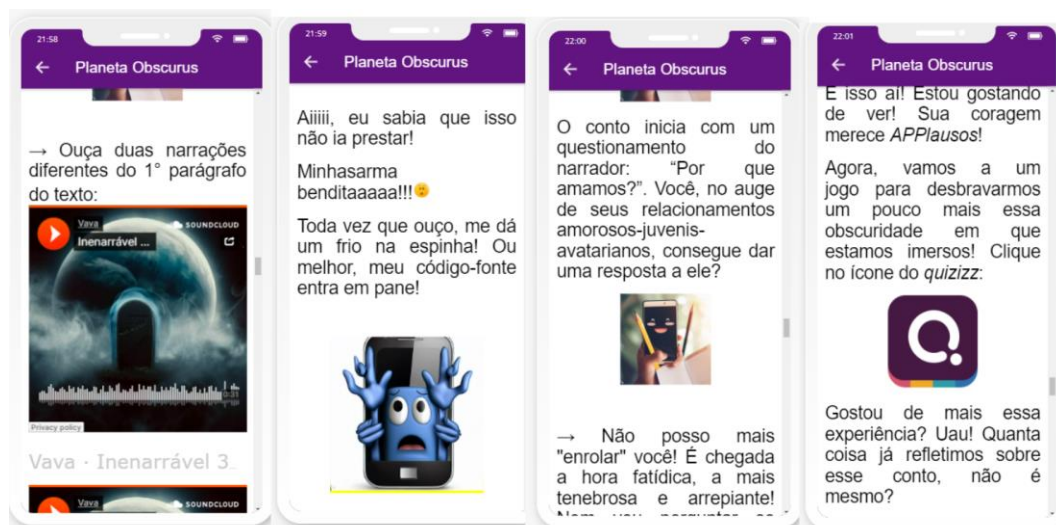 21:58
Planeta Obscurus
→ Ouça duas narrações
diferentes do 1° parágrafo
do texto:
Vava
SOUNDCLOUD
Inenarrável ...
0:31
Privacy policy
Vava · Inenarrável 3...
Vava
SOUNDCLOUD
21:59
Planeta Obscurus
Aiiiii, eu sabia que isso
não ia prestar!
Minhasarma
benditaaaaa!!!
Toda vez que ouço, me dá
um frio na espinha! Ou
melhor, meu código-fonte
entra em pane!
22:00
Planeta Obscurus
O conto inicia com um
questionamento do
narrador: “Por que
amamos?”. Você, no auge
de seus relacionamentos
amorosos-juvenis-
avatarianos, consegue dar
uma resposta a ele?
→ Não posso mais
"enrolar" você! É chegada
a hora fatídica, a mais
tenebrosa e arrepiante!
22:01
Planeta Obscurus
É isso aí! Estou gostando
de ver! Sua coragem
merece APPlausos!
Agora, vamos a um
jogo para desbravarmos
um pouco mais essa
obscuridade em que
estamos imersos! Clique
no ícone do quizizz:
Gostou de mais essa
experiência? Uau! Quanta
coisa já refletimos sobre
esse conto, não é
mesmo?